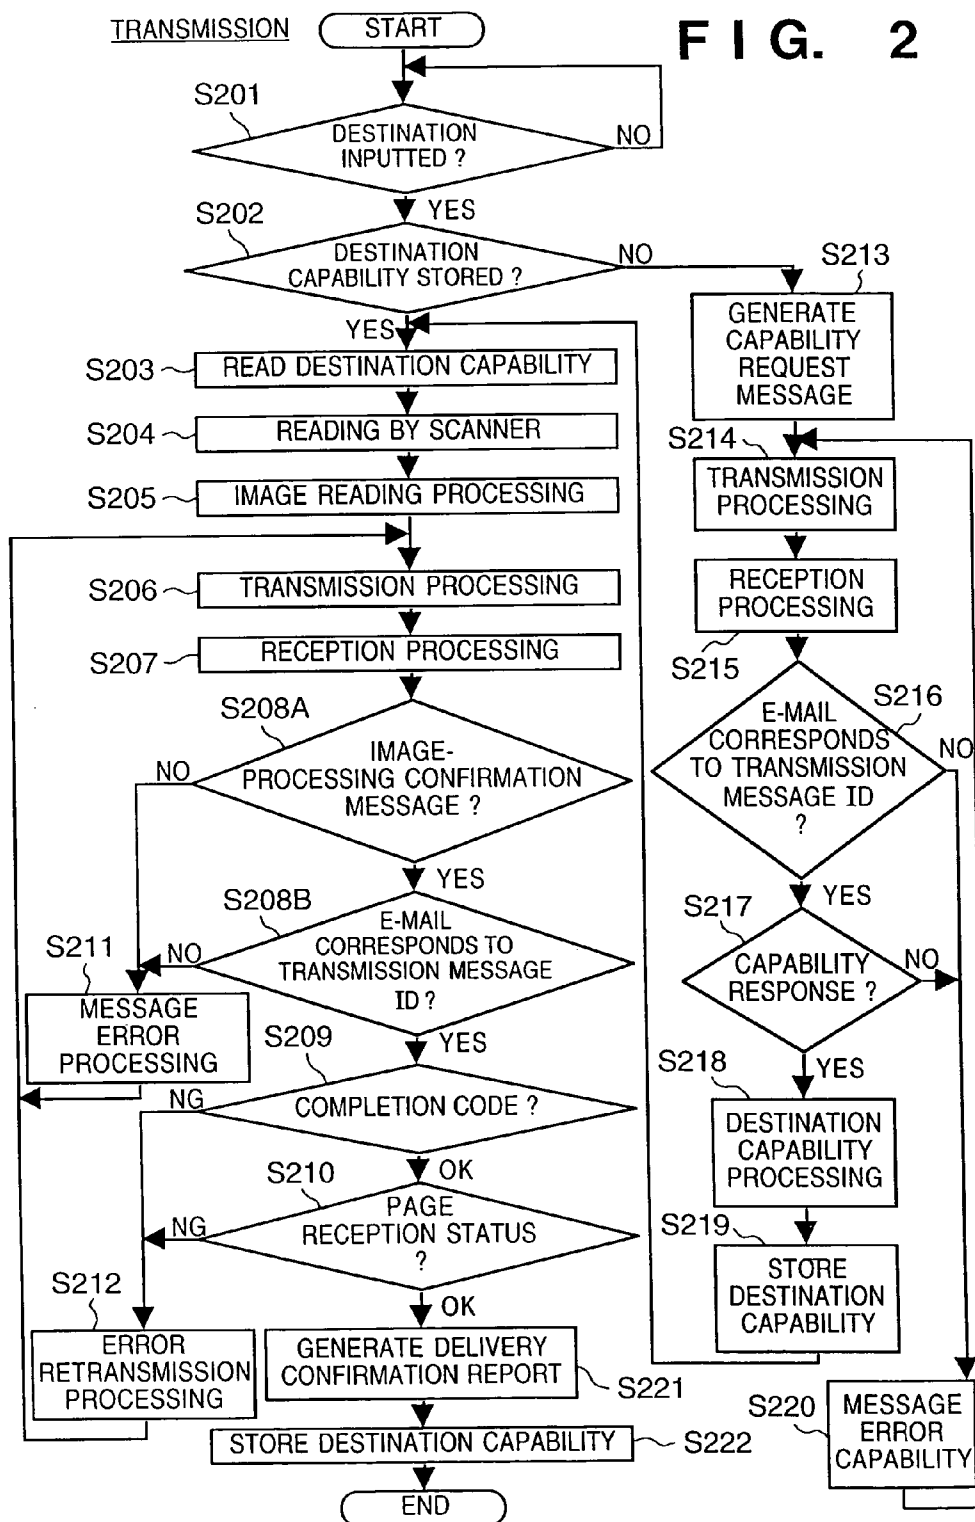 TRANSMISSION
START
FIG. 2
S201
DESTINATION
INPUTTED ?
NO
YES
S202
DESTINATION
CAPABILITY STORED ?
NO
YES
S203
READ DESTINATION CAPABILITY
S204
READING BY SCANNER
S205
IMAGE READING PROCESSING
S206
TRANSMISSION PROCESSING
S207
RECEPTION PROCESSING
S208A
IMAGE-
PROCESSING CONFIRMATION
MESSAGE ?
NO
YES
S208B
E-MAIL
CORRESPONDS TO
TRANSMISSION MESSAGE
ID ?
NO
YES
S211
MESSAGE
ERROR
PROCESSING
S209
COMPLETION CODE ?
NG
OK
S210
PAGE
RECEPTION STATUS
?
NG
OK
S212
ERROR
RETRANSMISSION
PROCESSING
GENERATE DELIVERY
CONFIRMATION REPORT
S221
STORE DESTINATION CAPABILITY
S222
END
S213
GENERATE
CAPABILITY
REQUEST
MESSAGE
S214
TRANSMISSION
PROCESSING
RECEPTION
PROCESSING
S215
S216
E-MAIL
CORRESPONDS
TO TRANSMISSION
MESSAGE ID
?
NO
YES
S217
CAPABILITY
RESPONSE ?
NO
YES
S218
DESTINATION
CAPABILITY
PROCESSING
S219
STORE
DESTINATION
CAPABILITY
S220
MESSAGE
ERROR
CAPABILITY